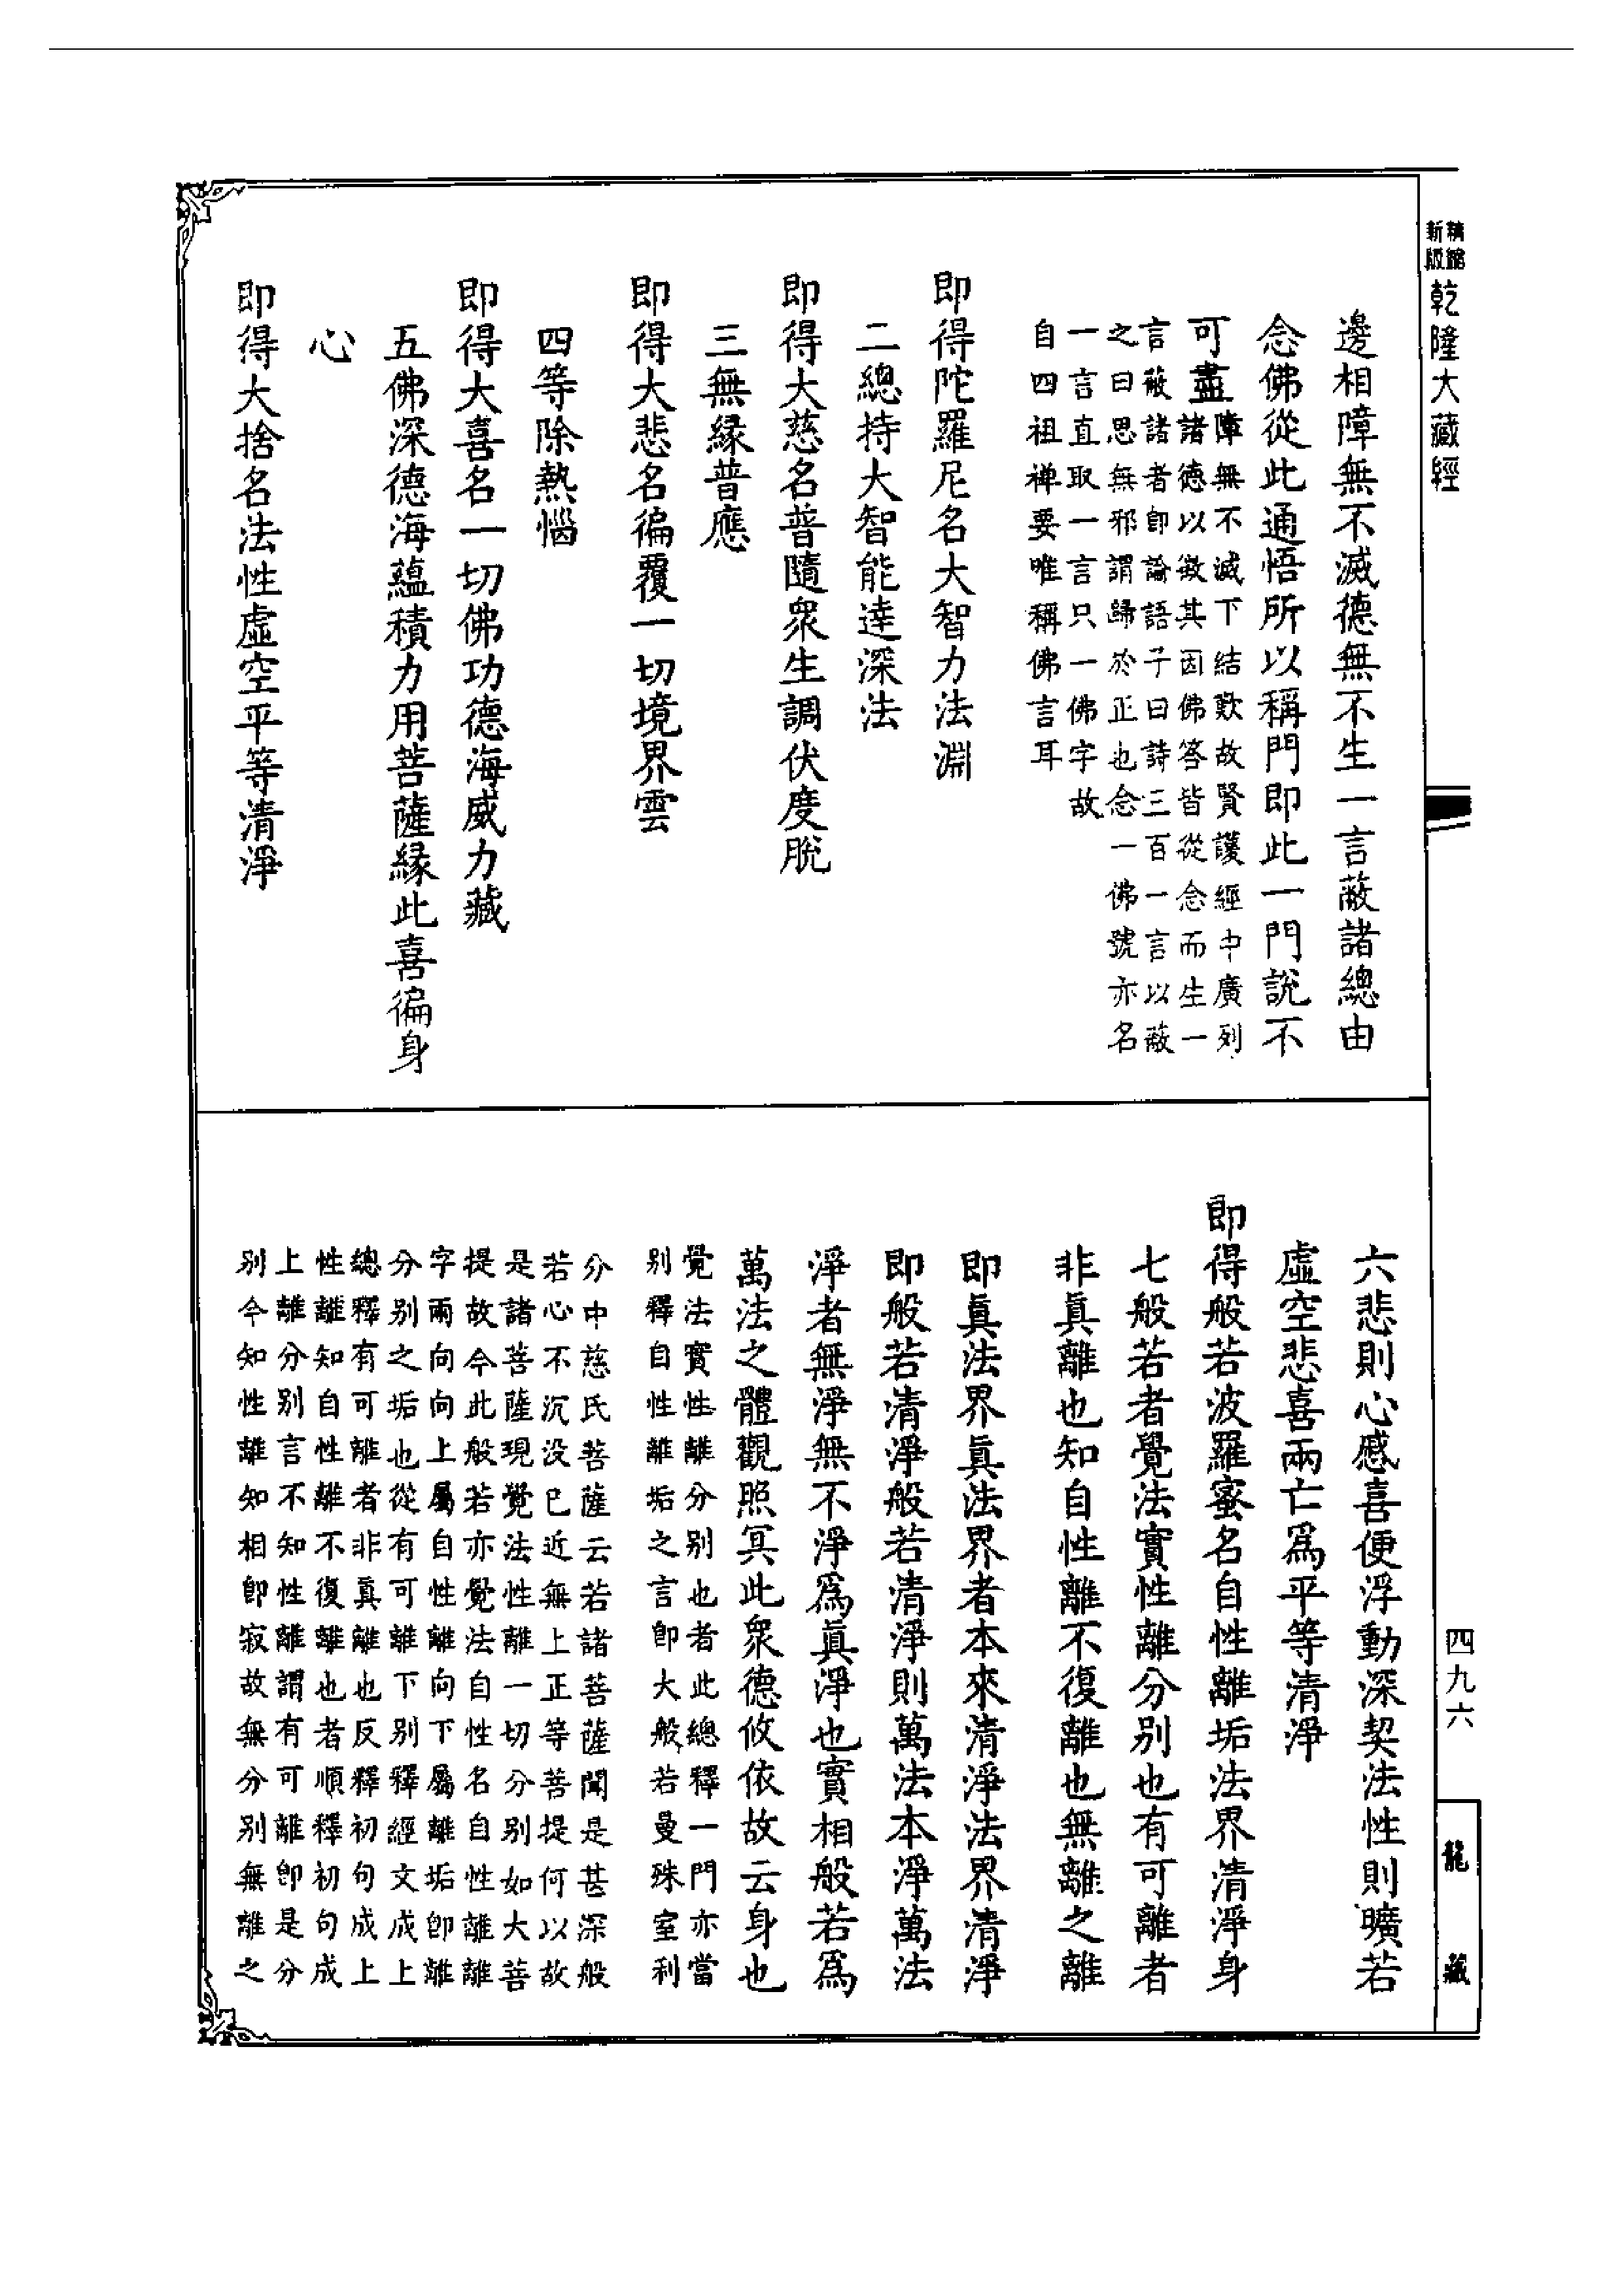 精縮新版 乾隆大藏經
邊相障無不滅德無不生一言蔽諸總由
念佛從此通悟所以稱門即此一門說不
可盡
障無不滅下結歎故賢護經中廣列
諸德以徵其因佛答皆從念而生一
言蔽諸者即論語子曰詩三百一言以蔽
之曰思無邪謂歸於正也念一佛號亦名
一言直取一言只一佛字故
自四祖禅要唯稱佛言耳
即得陀羅尼名大智力法淵
二總持大智能達深法
即得大慈名普隨衆生調伏度脫
三無緣普應
即得大悲名徧覆一切境界雲
四等除熱惱
即得大喜名一切佛功德海威力藏
五佛深德海蘊積力用菩薩緣此喜徧身
心
即得大捨名法性虛空平等清淨
六悲則心慼喜便浮動深契法性則曠若
虛空悲喜兩亡爲平等清淨
即得般若波羅蜜名自性離垢法界清淨身
七般若者覺法實性離分別也有可離者
非眞離也知自性離不復離也無離之離
即眞法界眞法界者本來清淨法界清淨
即般若清淨般若清淨則萬法本淨萬法
淨者無淨無不淨爲眞淨也實相般若爲
萬法之體觀照冥此衆德攸依故云身也
覺法實性離分別也者此總釋一門亦當
別釋自性離垢之言即大般若曼殊室利
分中慈氏菩薩云若諸菩薩聞是甚深般
若心不沉沒已近無上正等菩提何以故
是諸菩薩現覺法性離一切分別如大菩
提故今此般若亦覺法自性名自性離離
字兩向向上屬自性離向下屬離垢即離
分別之垢也從有可離下別釋經文成上
總釋有可離者非眞離也反釋初句成上
性離知自性離不復離也者順釋初句成
上離分別言不知性離謂有可離即是分
別今知性離知相即寂故無分別無離之
四九六
龍藏